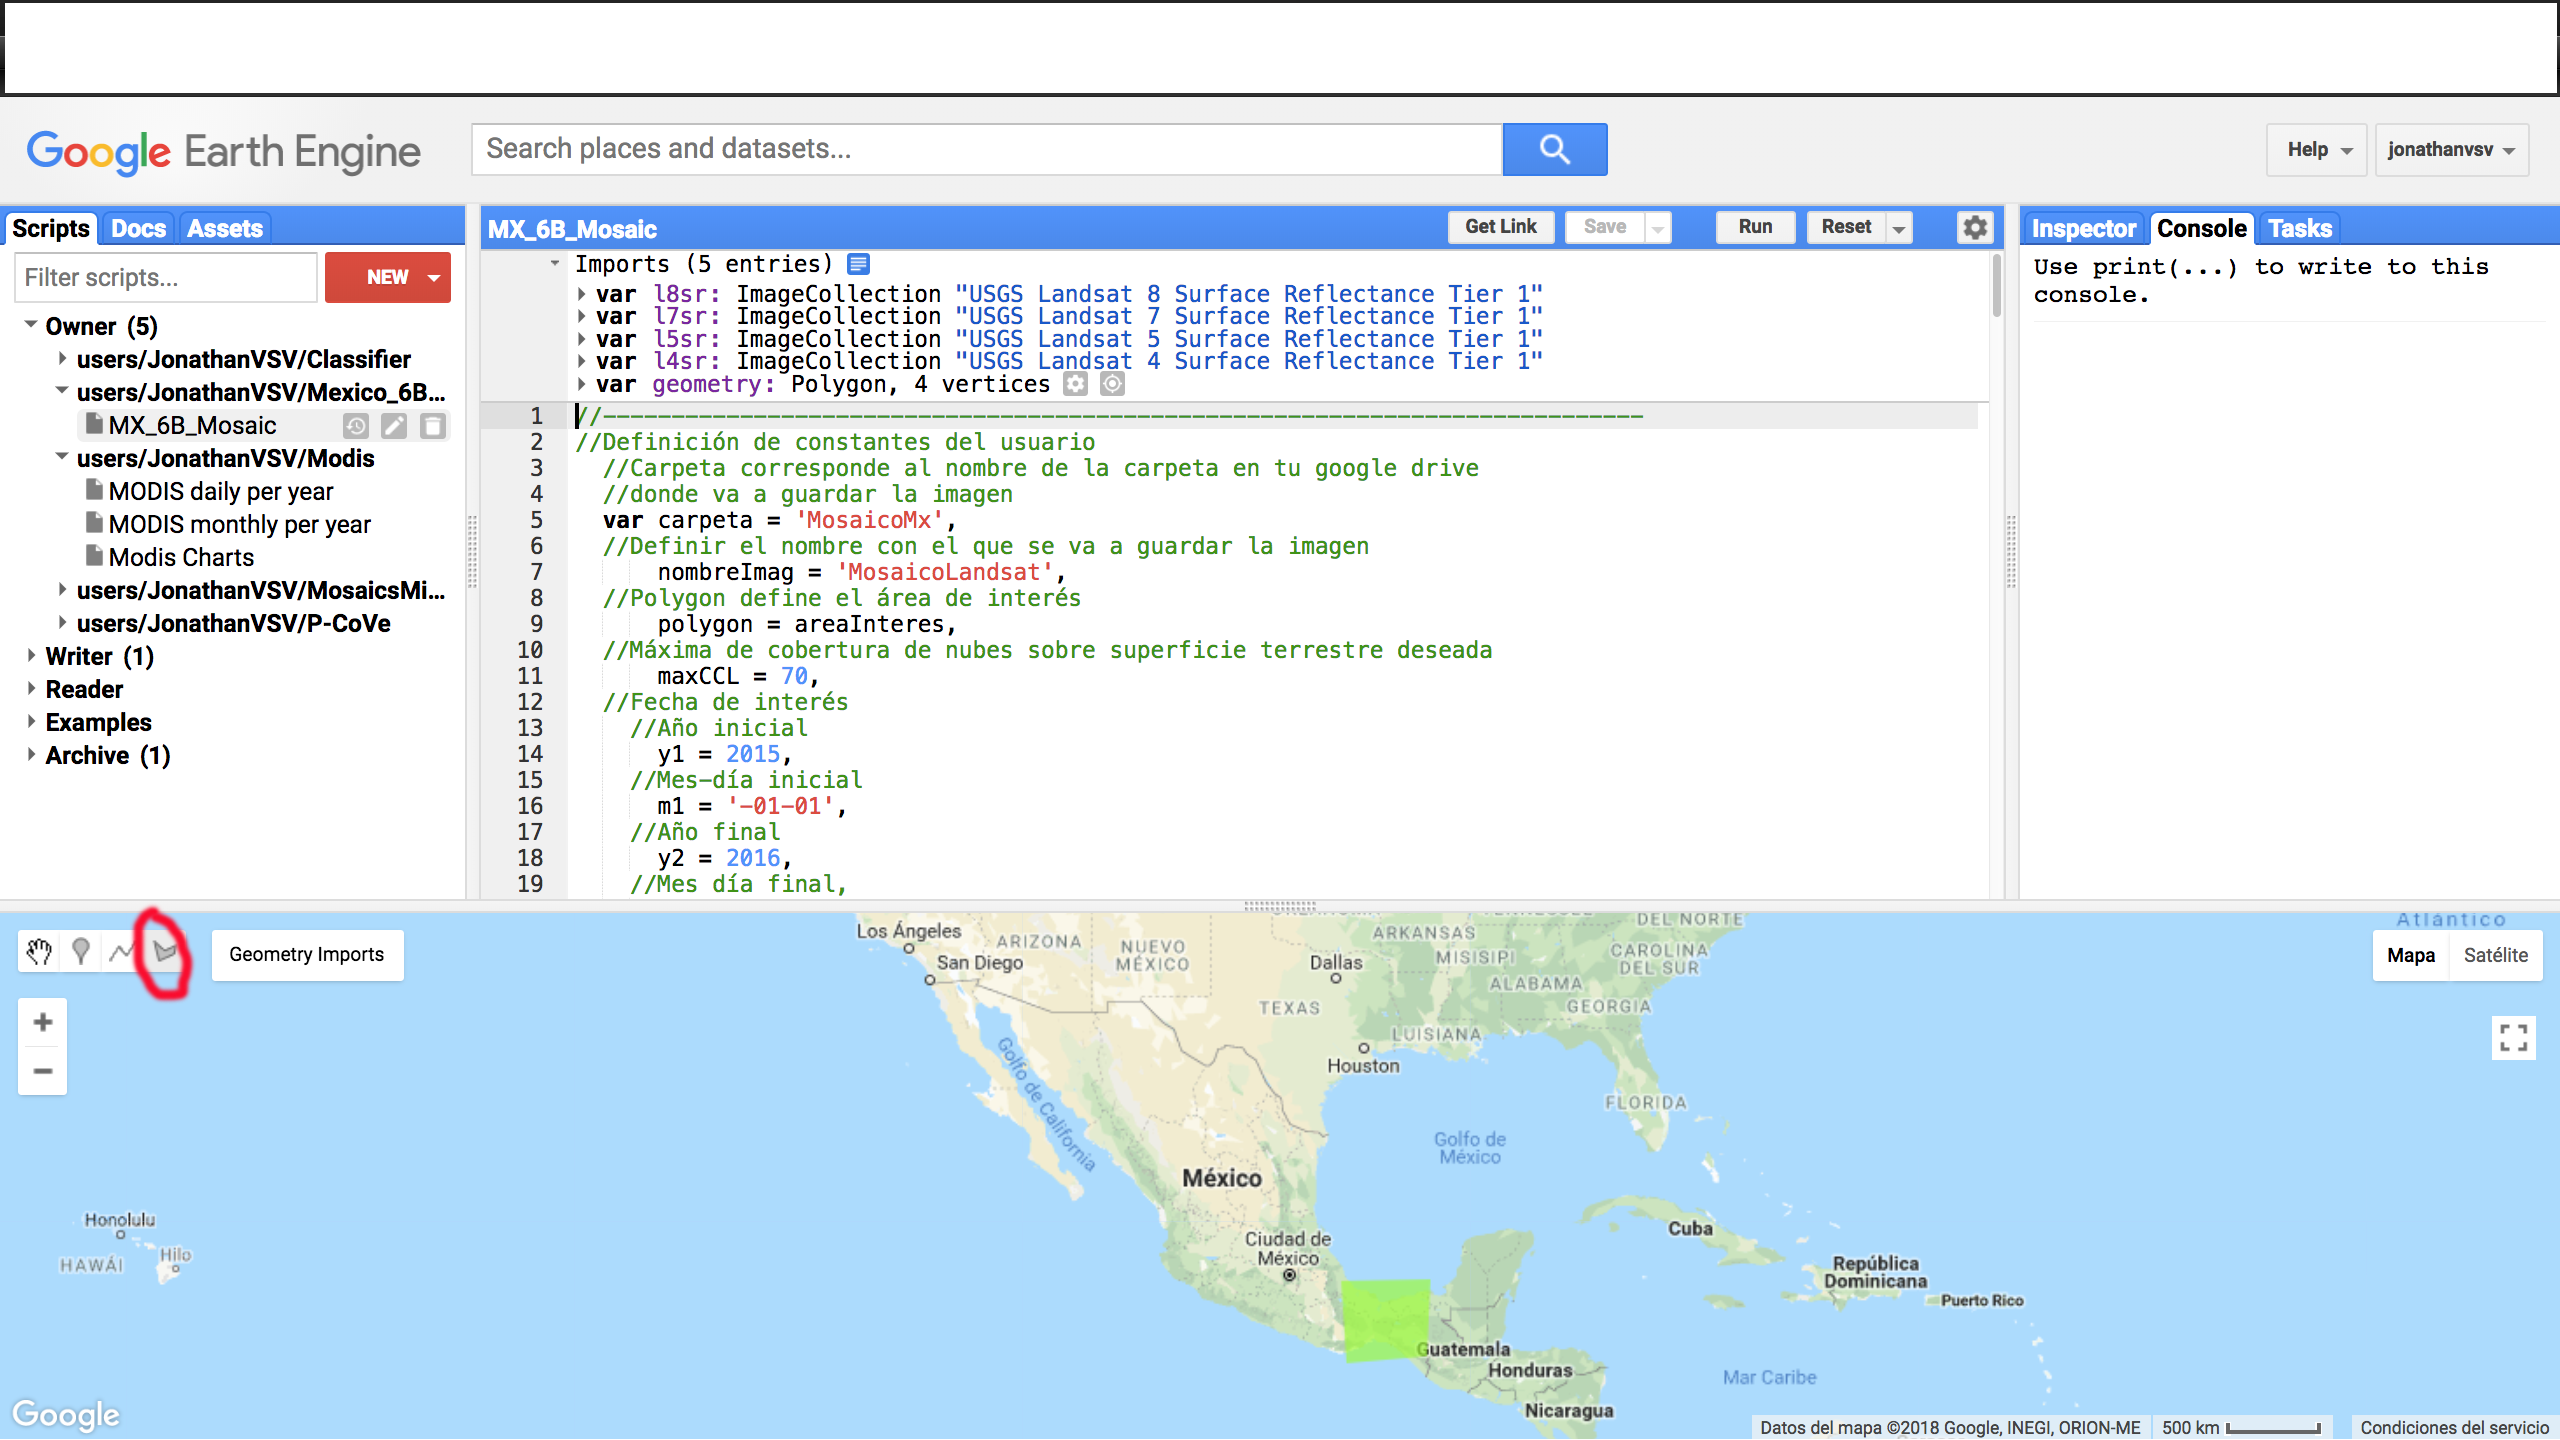 Google Earth Engine
Search places and datasets...
Help
jonathanvsv
Scripts
Docs
Assets
Filter scripts...
NEW
Owner (5)
users/JonathanVSV/Classifier
users/JonathanVSV/Mexico_6B...
MX_6B_Mosaic
users/JonathanVSV/Modis
MODIS daily per year
MODIS monthly per year
Modis Charts
users/JonathanVSV/MosaicsMi...
users/JonathanVSV/P-CoVe
Writer (1)
Reader
Examples
Archive (1)
MX_6B_Mosaic
Get Link
Save
Run
Reset
Imports (5 entries)
var l8sr: ImageCollection "USGS Landsat 8 Surface Reflectance Tier 1"
var l7sr: ImageCollection "USGS Landsat 7 Surface Reflectance Tier 1"
var l5sr: ImageCollection "USGS Landsat 5 Surface Reflectance Tier 1"
var l4sr: ImageCollection "USGS Landsat 4 Surface Reflectance Tier 1"
var geometry: Polygon, 4 vertices
1 //----------------------------------------------------------------------------
2 //Definición de constantes del usuario
3 //Carpeta corresponde al nombre de la carpeta en tu google drive
4 //donde va a guardar la imagen
5 var carpeta = 'MosaicoMx',
6 //Definir el nombre con el que se va a guardar la imagen
7 nombreImag = 'MosaicoLandsat',
8 //Polygon define el área de interés
9 polygon = areaInteres,
10 //Máxima de cobertura de nubes sobre superficie terrestre deseada
11 maxCCL = 70,
12 //Fecha de interés
13 //Año inicial
14 y1 = 2015,
15 //Mes-día inicial
16 m1 = '-01-01',
17 //Año final
18 y2 = 2016,
19 //Mes día final,
Inspector
Console
Tasks
Use print(...) to write to this
console.
Geometry Imports
+
−
Mapa
Satélite
Los Ángeles
San Diego
ARIZONA
NUEVO
MÉXICO
Dallas
TEXAS
Houston
ARKANSAS
MISISIPI
ALABAMA
LUISIANA
GEORGIA
DEL NORTE
CAROLINA
DEL SUR
FLORIDA
Atlántico
Golfo de California
Golfo de
México
México
Ciudad de
México
Honolulu
HAWÁI
Hilo
Cuba
República
Dominicana
Puerto Rico
Guatemala
Honduras
Nicaragua
Mar Caribe
Google
Datos del mapa ©2018 Google, INEGI, ORION-ME
500 km
Condiciones del servicio